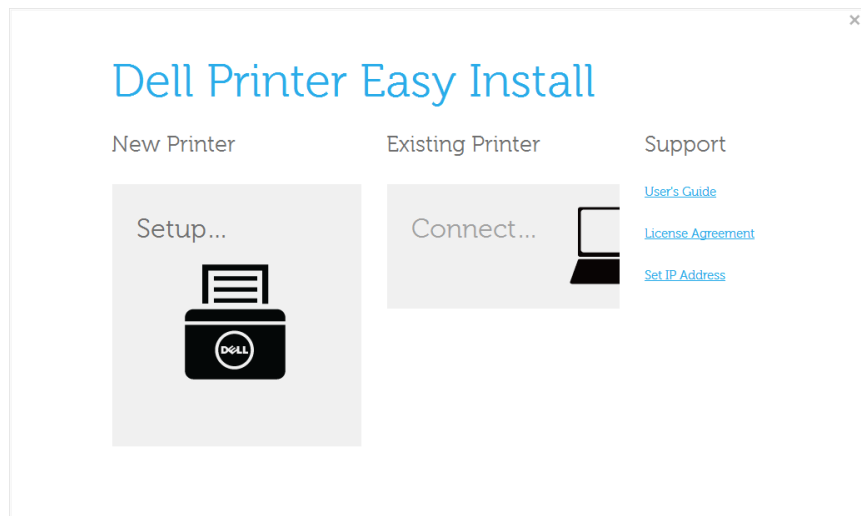 Dell Printer Easy Install
New Printer
Setup...
DELL
Existing Printer
Connect...
Support
User's Guide
License Agreement
Set IP Address